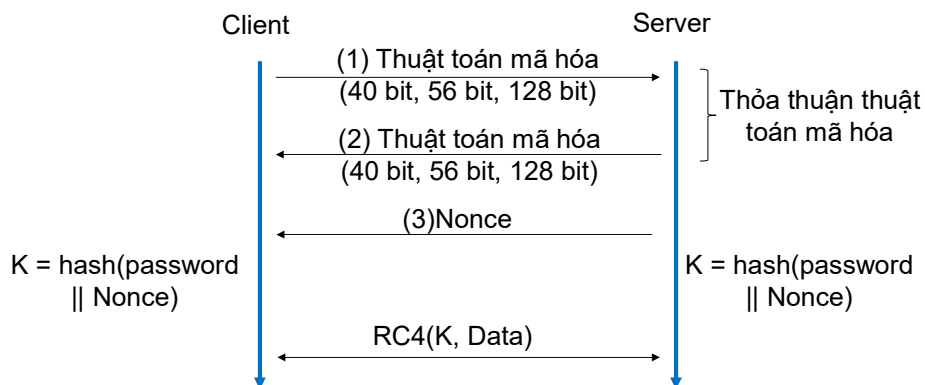 Client
Server
(1) Thuật toán mã hóa
(40 bit, 56 bit, 128 bit)
Thỏa thuận thuật
toán mã hóa
(2) Thuật toán mã hóa
(40 bit, 56 bit, 128 bit)
(3)Nonce
K = hash(password
|| Nonce)
K = hash(password
|| Nonce)
RC4(K, Data)